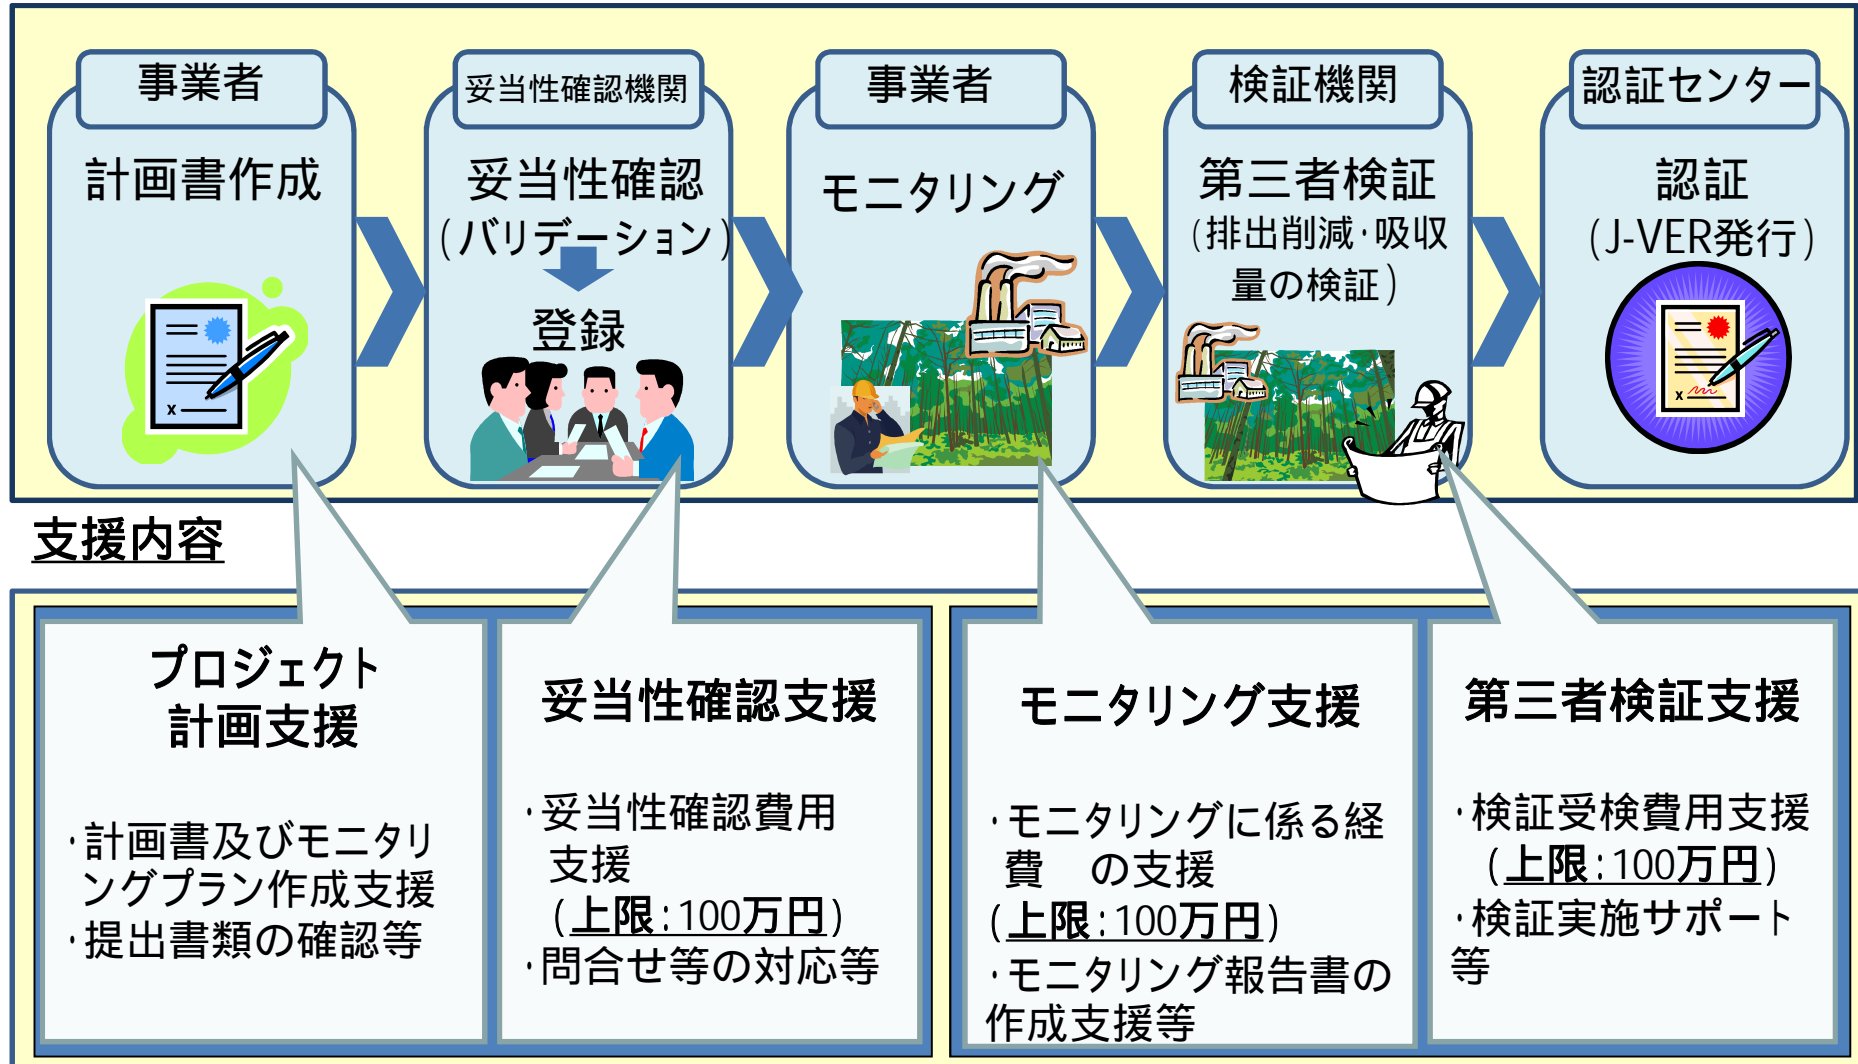 事業者
計画書作成
妥当性確認機関
妥当性確認
(バリデーション)
登録
事業者
モニタリング
検証機関
第三者検証
(排出削減・吸収
量の検証)
認証センター
認証
(J-VER発行)
支援内容
プロジェクト
計画支援
・計画書及びモニタリ
ングプラン作成支援
・提出書類の確認等
妥当性確認支援
・妥当性確認費用
支援
(上限:100万円)
・問合せ等の対応等
モニタリング支援
・モニタリングに係る経
費　の支援
(上限:100万円)
・モニタリング報告書の
作成支援等
第三者検証支援
・検証受検費用支援
(上限:100万円)
・検証実施サポート
等